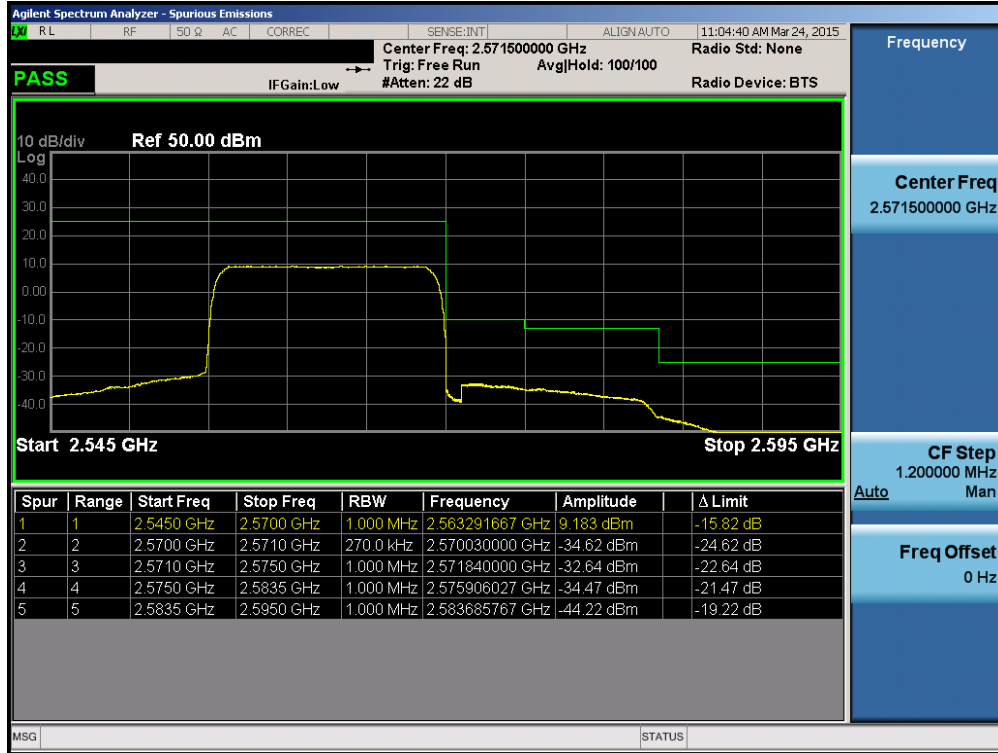 Agilent Spectrum Analyzer - Spurious Emissions
LXI RL RF 50 Ω AC CORREC SENSE:INT ALIGN AUTO 11:04:40 AM Mar 24, 2015
Center Freq: 2.571500000 GHz Radio Std: None
Trig: Free Run Avg|Hold: 100/100
PASS IFGain:Low #Atten: 22 dB Radio Device: BTS
10 dB/div Ref 50.00 dBm
Log
40.0
30.0
20.0
10.0
0.00
-10.0
-20.0
-30.0
-40.0
Start 2.545 GHz Stop 2.595 GHz
Spur Range Start Freq Stop Freq RBW Frequency Amplitude Δ Limit
1 1 2.5450 GHz 2.5700 GHz 1.000 MHz 2.563291667 GHz 9.183 dBm -15.82 dB
2 2 2.5700 GHz 2.5710 GHz 270.0 kHz 2.570030000 GHz -34.62 dBm -24.62 dB
3 3 2.5710 GHz 2.5750 GHz 1.000 MHz 2.571840000 GHz -32.64 dBm -22.64 dB
4 4 2.5750 GHz 2.5835 GHz 1.000 MHz 2.575906027 GHz -34.47 dBm -21.47 dB
5 5 2.5835 GHz 2.5950 GHz 1.000 MHz 2.583685767 GHz -44.22 dBm -19.22 dB
MSG STATUS
Frequency
Center Freq
2.571500000 GHz
CF Step
1.200000 MHz
Auto Man
Freq Offset
0 Hz